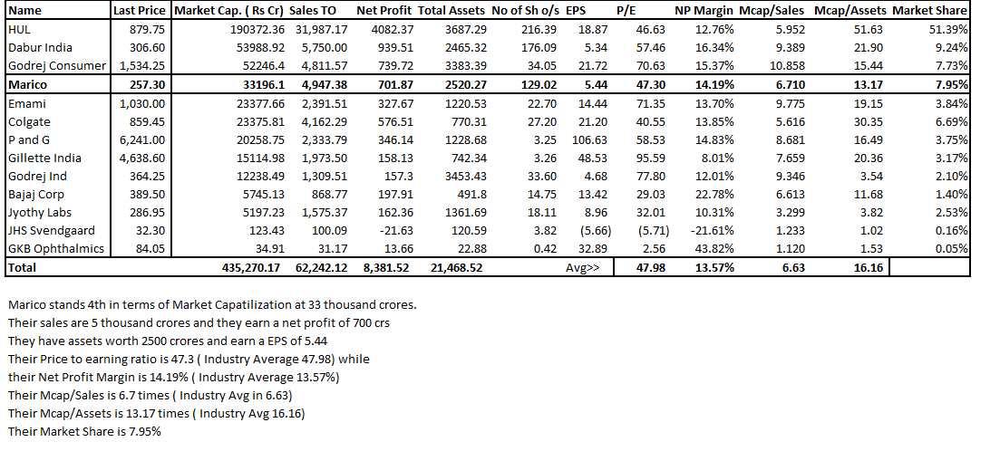 Name Last Price Market Cap. ( Rs Cr) Sales TO Net Profit Total Assets No of Sh o/s EPS P/E NP Margin Mcap/Sales Mcap/Assets Market Share
HUL 879.75 190372.36 31,987.17 4082.37 3687.29 216.39 18.87 46.63 12.76% 5.952 51.63 51.39%
Dabur India 306.60 53988.92 5,750.00 939.51 2465.32 176.09 5.34 57.46 16.34% 9.389 21.90 9.24%
Godrej Consumer 1,534.25 52246.4 4,811.57 739.72 3383.39 34.05 21.72 70.63 15.37% 10.858 15.44 7.73%
Marico 257.30 33196.1 4,947.38 701.87 2520.27 129.02 5.44 47.30 14.19% 6.710 13.17 7.95%
Emami 1,030.00 23377.66 2,391.51 327.67 1220.53 22.70 14.44 71.35 13.70% 9.775 19.15 3.84%
Colgate 859.45 23375.81 4,162.29 576.51 770.31 27.20 21.20 40.55 13.85% 5.616 30.35 6.69%
P and G 6,241.00 20258.75 2,333.79 346.14 1228.68 3.25 106.63 58.53 14.83% 8.681 16.49 3.75%
Gillette India 4,638.60 15114.98 1,973.50 158.13 742.34 3.26 48.53 95.59 8.01% 7.659 20.36 3.17%
Godrej Ind 364.25 12238.49 1,309.51 157.3 3453.43 33.60 4.68 77.80 12.01% 9.346 3.54 2.10%
Bajaj Corp 389.50 5745.13 868.77 197.91 491.8 14.75 13.42 29.03 22.78% 6.613 11.68 1.40%
Jyothy Labs 286.95 5197.23 1,575.37 162.36 1361.69 18.11 8.96 32.01 10.31% 3.299 3.82 2.53%
JHS Svendgaard 32.30 123.43 100.09 -21.63 120.59 3.82 (5.66) (5.71) -21.61% 1.233 1.02 0.16%
GKB Ophthalmics 84.05 34.91 31.17 13.66 22.88 0.42 32.89 2.56 43.82% 1.120 1.53 0.05%
Total 435,270.17 62,242.12 8,381.52 21,468.52 Avg>> 47.98 13.57% 6.63 16.16
Marico stands 4th in terms of Market Capatilization at 33 thousand crores.
Their sales are 5 thousand crores and they earn a net profit of 700 crs
They have assets worth 2500 crores and earn a EPS of 5.44
Their Price to earning ratio is 47.3 ( Industry Average 47.98) while
their Net Profit Margin is 14.19% ( Industry Average 13.57%)
Their Mcap/Sales is 6.7 times ( Industry Avg in 6.63)
Their Mcap/Assets is 13.17 times ( Industry Avg 16.16)
Their Market Share is 7.95%